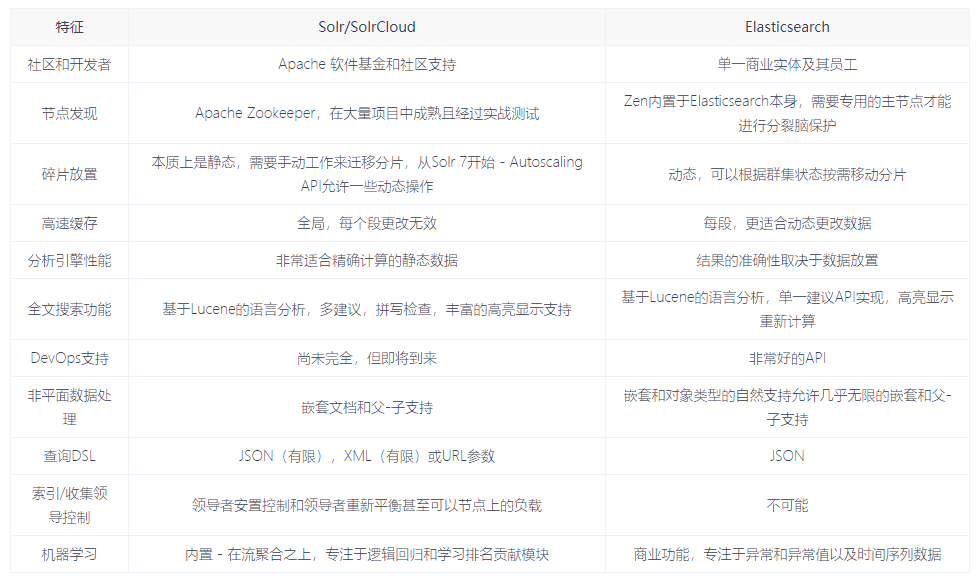 特征 Solr/SolrCloud Elasticsearch
社区和开发者 Apache 软件基金和社区支持 单一商业实体及其员工
节点发现 Apache Zookeeper，在大量项目中成熟且经过实战测试 Zen内置于Elasticsearch本身，需要专用的主节点才能
进行分裂脑保护
碎片放置 本质上是静态，需要手动工作来迁移分片，从Solr 7开始 - Autoscaling
API允许一些动态操作 动态，可以根据群集状态按需移动分片
高速缓存 全局，每个段更改无效 每段，更适合动态更改数据
分析引擎性能 非常适合精确计算的静态数据 结果的准确性取决于数据放置
全文搜索功能 基于Lucene的语言分析，多建议，拼写检查，丰富的高亮显示支持 基于Lucene的语言分析，单一建议API实现，高亮显示
重新计算
DevOps支持 尚未完全，但即将到来 非常好的API
非平面数据处
理 嵌套文档和父-子支持 嵌套和对象类型的自然支持允许几乎无限的嵌套和父-
子支持
查询DSL JSON（有限），XML（有限）或URL参数 JSON
索引/收集领
导控制 领导者安置控制和领导者重新平衡甚至可以节点上的负载 不可能
机器学习 内置 - 在流聚合之上，专注于逻辑回归和学习排名贡献模块 商业功能，专注于异常和异常值以及时间序列数据